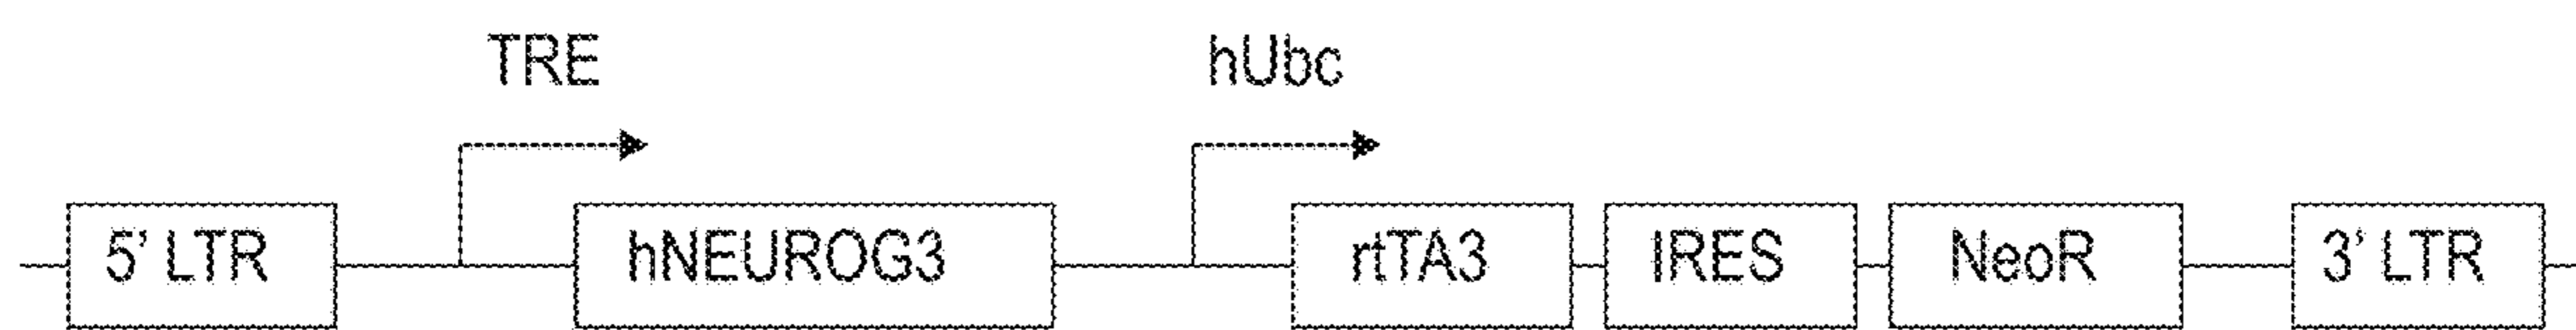 TRE hUbc
5' LTR hNEUROG3 rtTA3 IRES NeoR 3' LTR